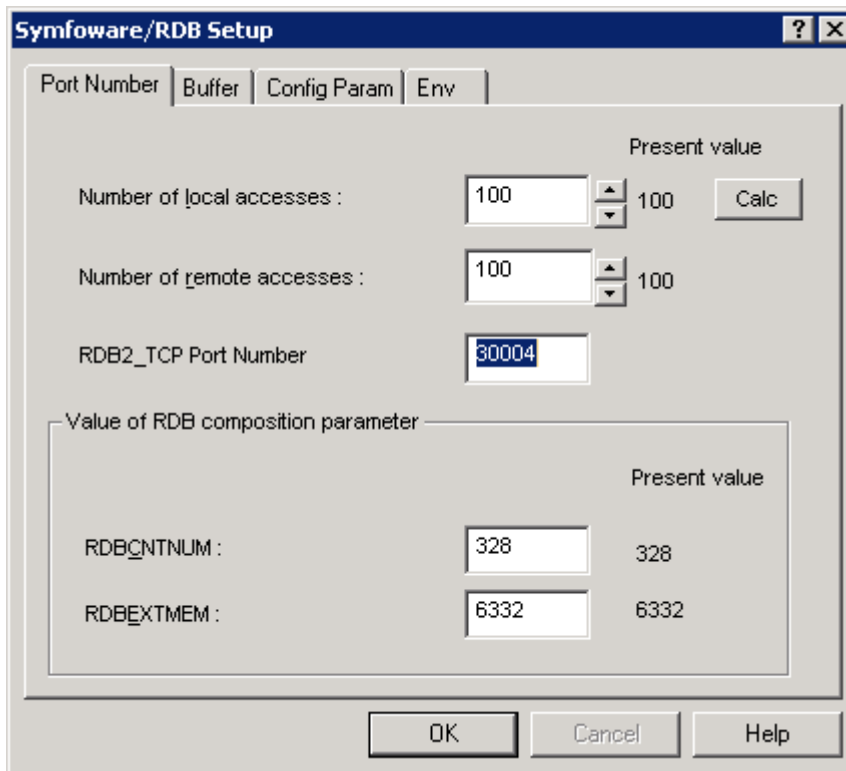 Symfoware/RDB Setup
Port Number Buffer Config Param Env
Present value
Number of local accesses : 100 100 Calc
Number of remote accesses : 100 100
RDB2_TCP Port Number 30004
Value of RDB composition parameter
Present value
RDBCNTNUM : 328 328
RDBEXTMEM : 6332 6332
OK Cancel Help